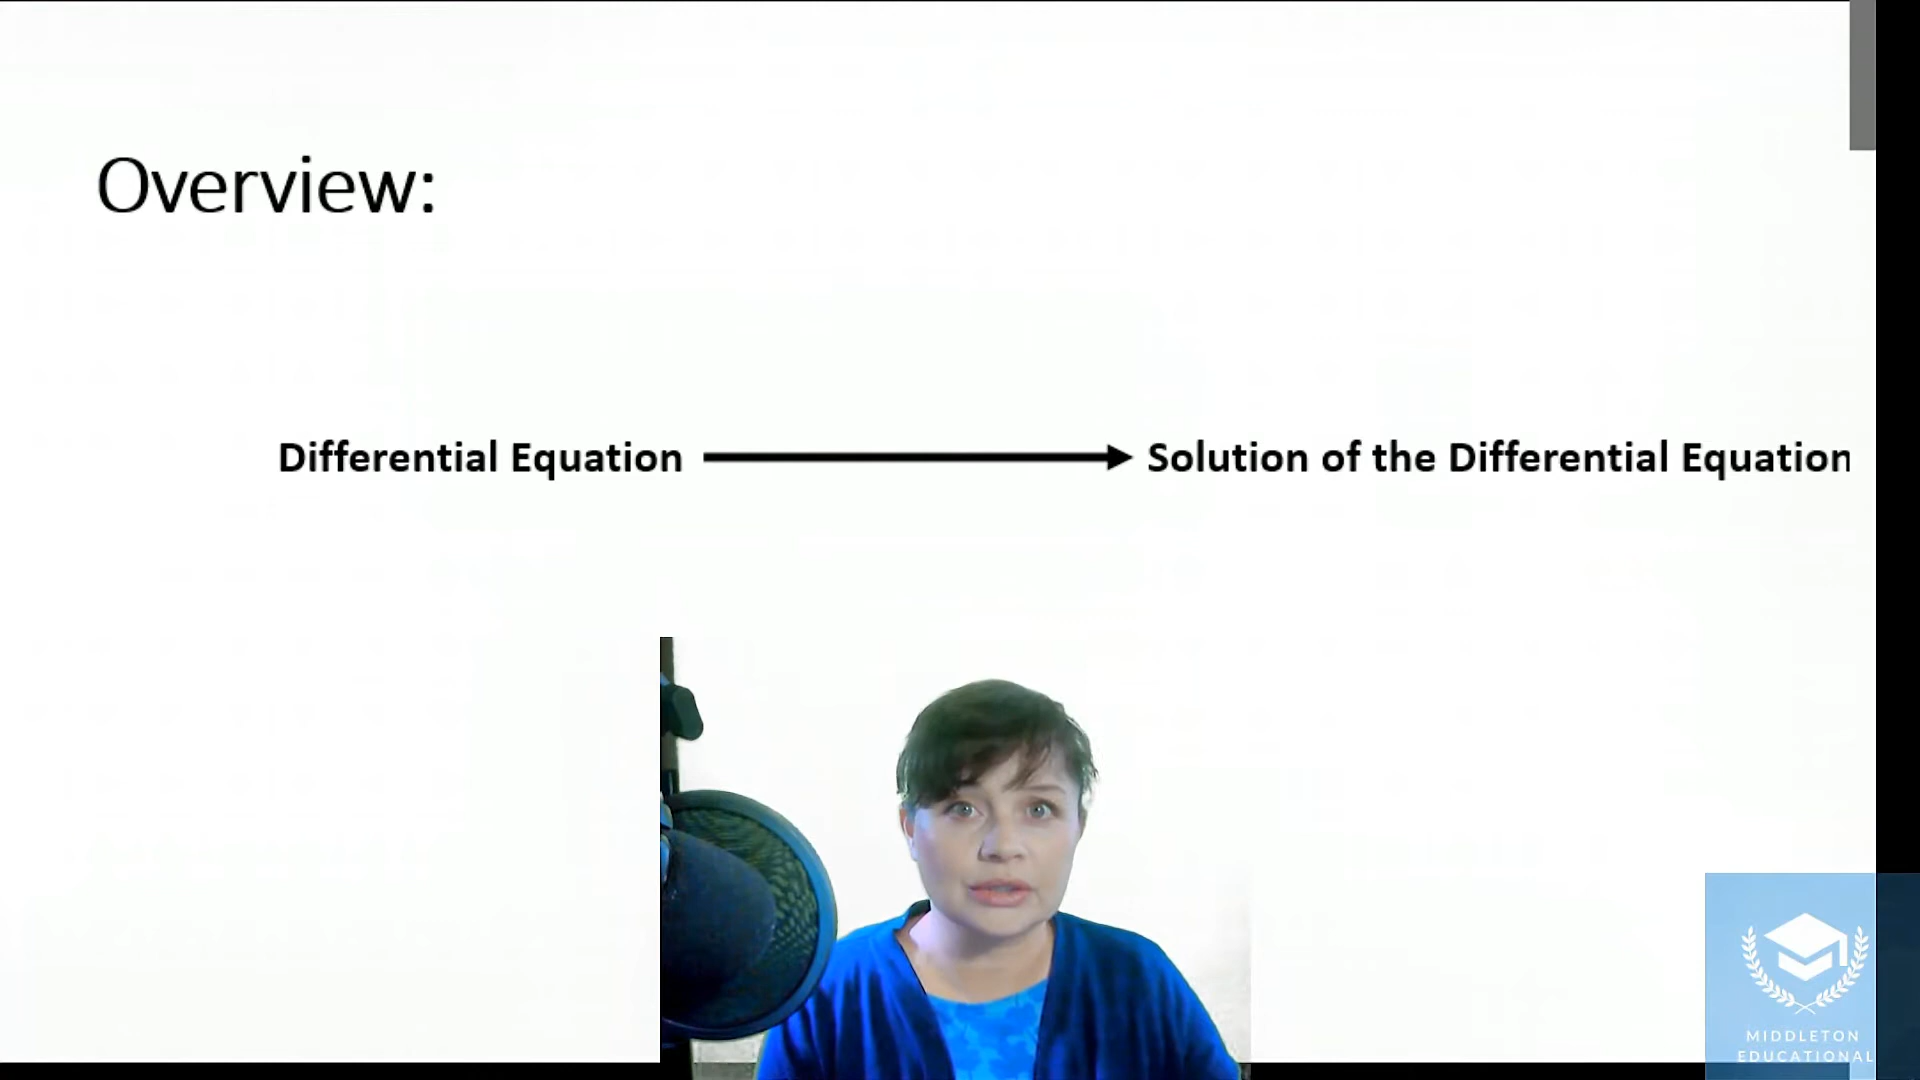 Overview:
Differential Equation
Solution of the Differential Equation
MIDDLETON
EDUCATIONAL